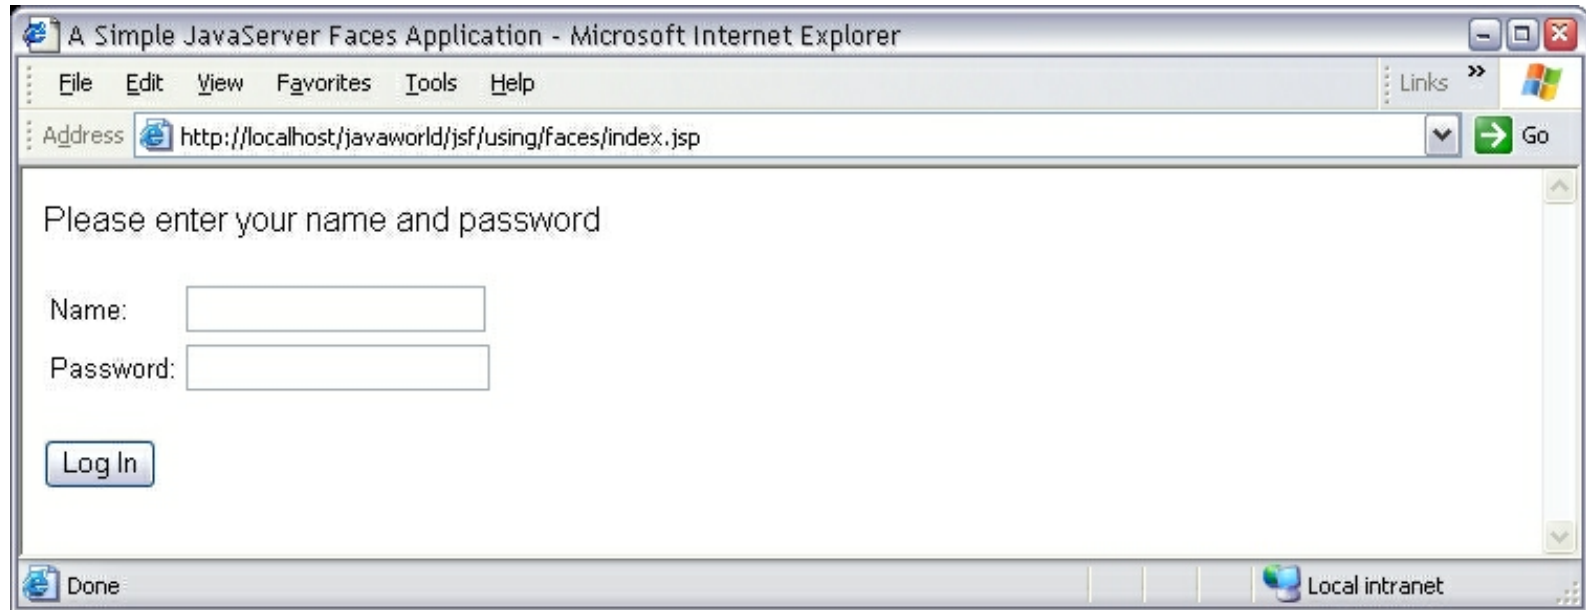 A Simple JavaServer Faces Application - Microsoft Internet Explorer
File Edit View Favorites Tools Help Links »
Address http://localhost/javaworld/jsf/using/faces/index.jsp Go
Please enter your name and password
Name:
Password:
Log In
Done Local intranet